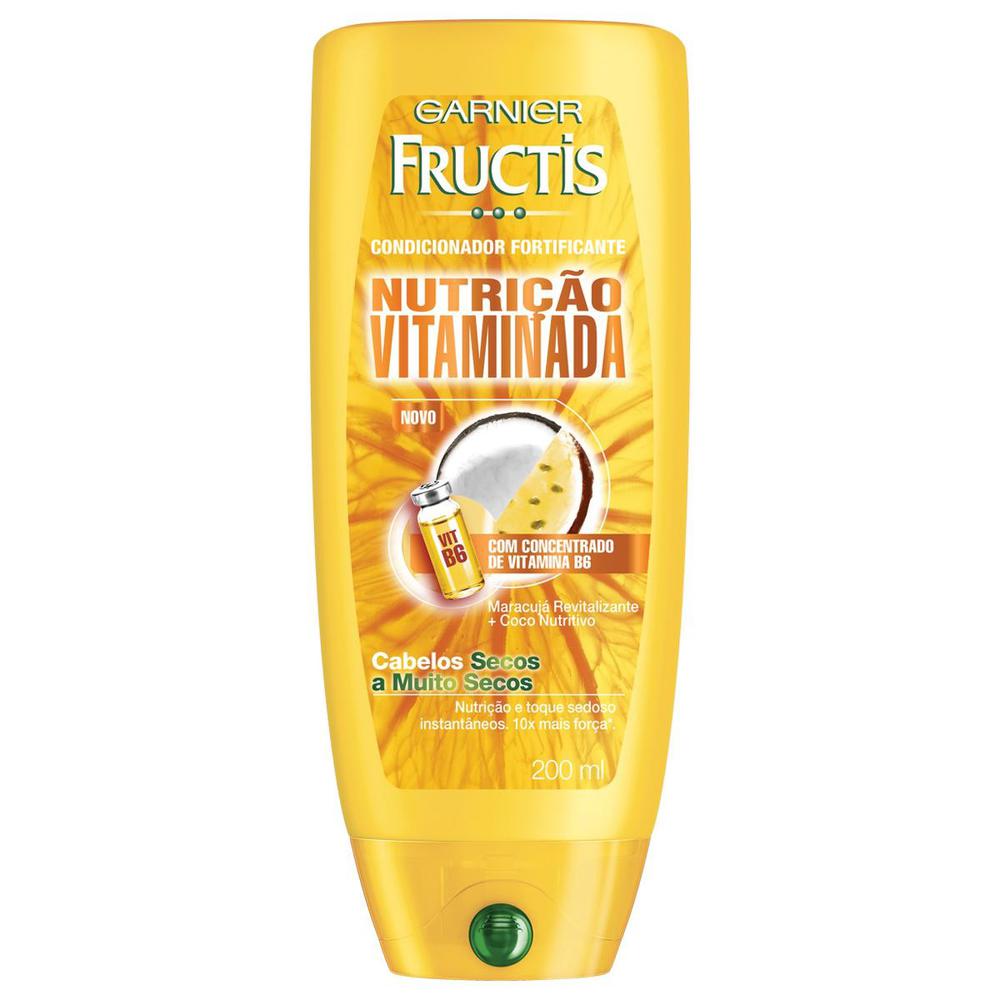 GARNIER
FRUCTIS
CONDICIONADOR FORTIFICANTE
NUTRIÇÃO
VITAMINADA
NOVO
VIT
B6
COM CONCENTRADO
DE VITAMINA B6
Maracujá Revitalizante
+ Coco Nutritivo
Cabelos Secos
a Muito Secos
Nutrição e toque sedoso
instantâneos. 10x mais força*.
200 ml